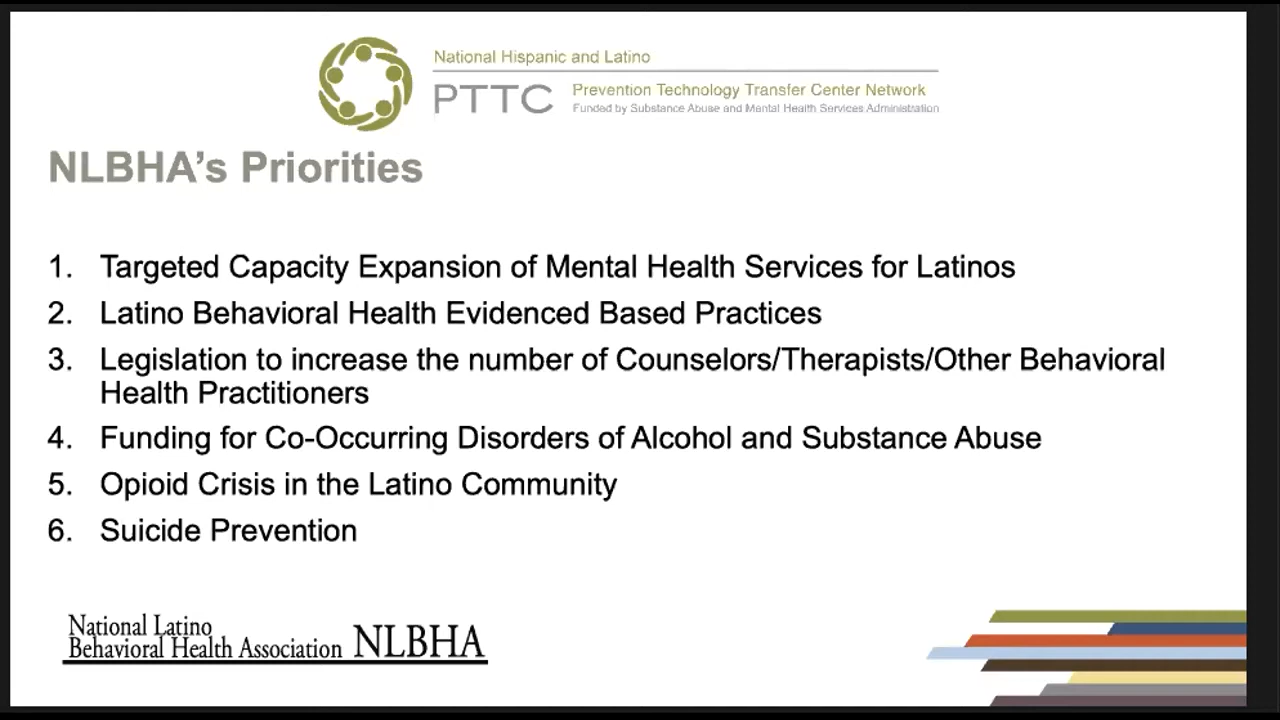 National Hispanic and Latino
PTTC
Prevention Technology Transfer Center Network
Funded by Substance Abuse and Mental Health Services Administration
NLBHA’s Priorities
1. Targeted Capacity Expansion of Mental Health Services for Latinos
2. Latino Behavioral Health Evidenced Based Practices
3. Legislation to increase the number of Counselors/Therapists/Other Behavioral
Health Practitioners
4. Funding for Co-Occurring Disorders of Alcohol and Substance Abuse
5. Opioid Crisis in the Latino Community
6. Suicide Prevention
National Latino
Behavioral Health Association NLBHA